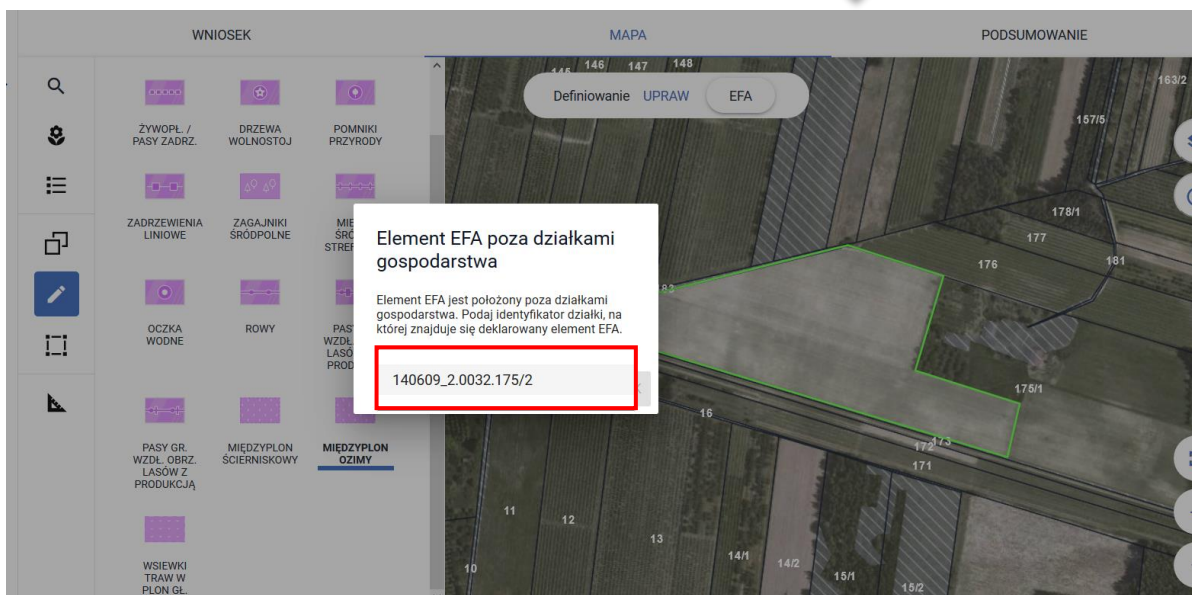 WNIOSEK
MAPA
PODSUMOWANIE
ŻYWOPŁ. /
PASY ZADRZ.
DRZEWA
WOLNOSTOJ
POMNIKI
PRZYRODY
ZADRZEWIENIA
LINIOWE
ZAGAJNIKI
ŚRÓDPOLNE
OCZKA
WODNE
ROWY
PASY GR.
WZDŁ. OBRZ.
LASÓW Z
PRODUKCJĄ
MIĘDZYPLON
ŚCIERNISKOWY
MIĘDZYPLON
OZIMY
WSIEWKI
TRAW W
PLON GŁ.
Definiowanie UPRAW EFA
Element EFA poza działkami
gospodarstwa
Element EFA jest położony poza działkami
gospodarstwa. Podaj identyfikator działki, na
której znajduje się deklarowany element EFA.
140609_2.0032.175/2
146
147
148
163/2
157/5
178/1
177
176
181
175/1
16
172
173
171
11
12
13
14/1
14/2
15/1
15/2
10